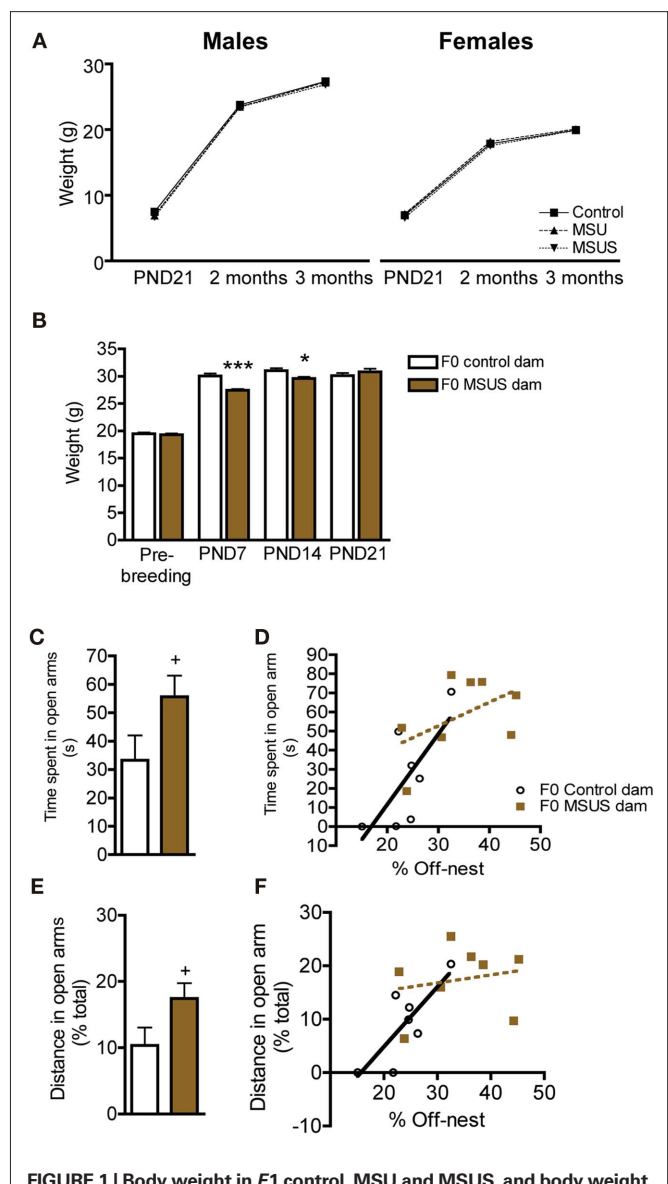 A
Males
Females
Weight (g)
30
20
10
0
PND21 2 months 3 months
PND21 2 months 3 months
Control
MSU
MSUS
B
Weight (g)
35
30
25
20
15
10
5
0
***
*
Pre-
breeding
PND7 PND14 PND21
F0 control dam
F0 MSUS dam
C
Time spent in open arms
(s)
70
60
50
40
30
20
10
0
+
D
Time spent in open arm
(s)
90
80
70
60
50
40
30
20
10
0
10
20 30 40 50
% Off-nest
F0 Control dam
F0 MSUS dam
E
Distance in open arms
(% total)
30
20
10
0
+
F
Distance in open arm
(% total)
30
20
10
0
-10
20 30 40 50
% Off-nest
FIGURE 1 | Body weight in F1 control, MSU and MSUS, and body weight